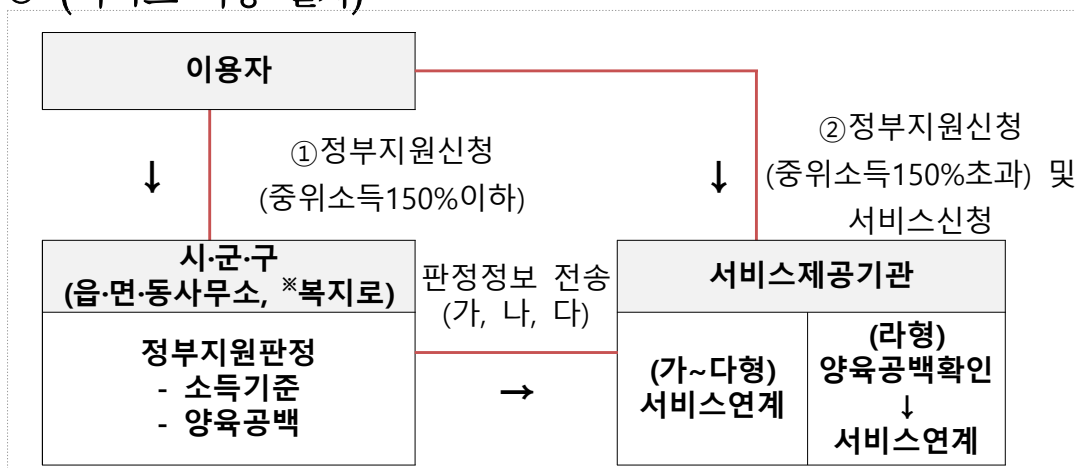 이용자
①정부지원신청
(중위소득150%이하)
②정부지원신청
(중위소득150%초과) 및
서비스신청
↓
↓
시·군·구
(읍·면·동사무소, ※복지로)
판정정보 전송
(가, 나, 다)
서비스제공기관
정부지원판정
- 소득기준
- 양육공백
→
(가~다형)
서비스연계
(라형)
양육공백확인
↓
서비스연계